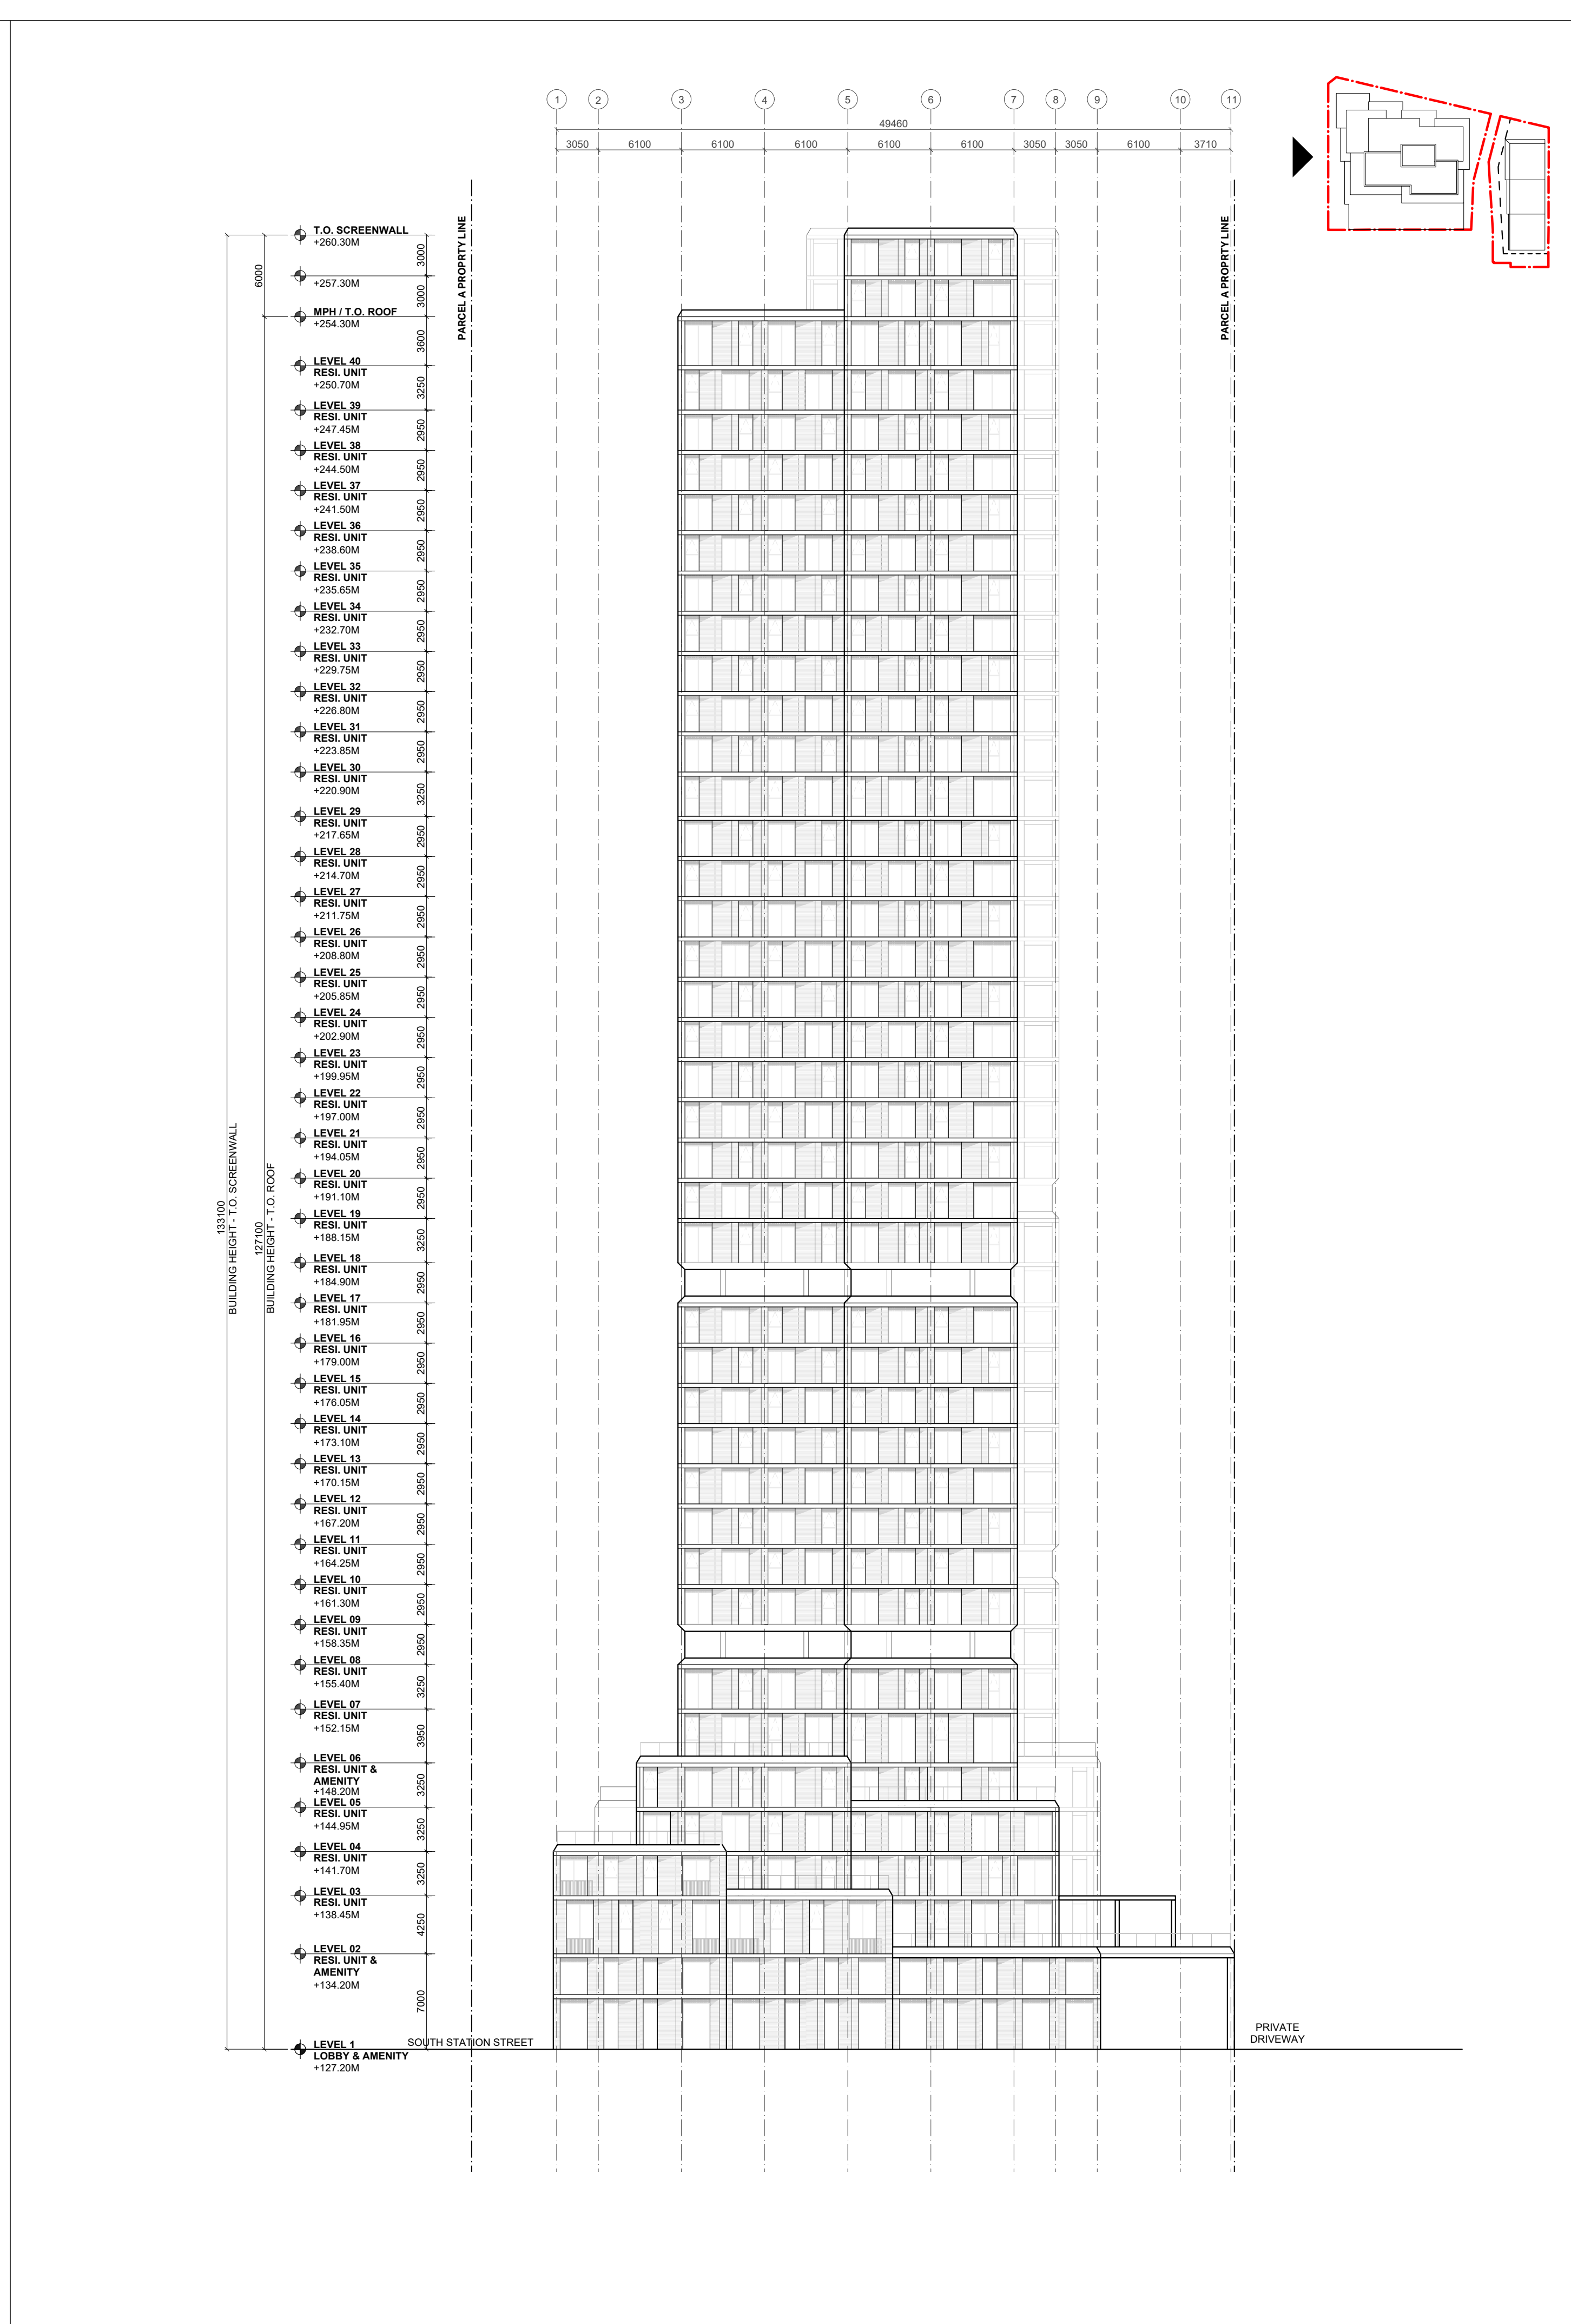 1 2 3 4 5 6 7 8 9 10 11
49460
3050 6100 6100 6100 6100 6100 3050 3050 6100 3710
PARCEL A PROPRTY LINE
PARCEL A PROPRTY LINE
T.O. SCREENWALL
+260.30M
3000
6000
+257.30M
3000
MPH / T.O. ROOF
+254.30M
3600
LEVEL 40
RESI. UNIT
+250.70M
3250
LEVEL 39
RESI. UNIT
+247.45M
2950
LEVEL 38
RESI. UNIT
+244.50M
2950
LEVEL 37
RESI. UNIT
+241.50M
2950
LEVEL 36
RESI. UNIT
+238.60M
2950
LEVEL 35
RESI. UNIT
+235.65M
2950
LEVEL 34
RESI. UNIT
+232.70M
2950
LEVEL 33
RESI. UNIT
+229.75M
2950
LEVEL 32
RESI. UNIT
+226.80M
2950
LEVEL 31
RESI. UNIT
+223.85M
2950
LEVEL 30
RESI. UNIT
+220.90M
3250
LEVEL 29
RESI. UNIT
+217.65M
2950
LEVEL 28
RESI. UNIT
+214.70M
2950
LEVEL 27
RESI. UNIT
+211.75M
2950
LEVEL 26
RESI. UNIT
+208.80M
2950
LEVEL 25
RESI. UNIT
+205.85M
2950
LEVEL 24
RESI. UNIT
+202.90M
2950
LEVEL 23
RESI. UNIT
+199.95M
2950
LEVEL 22
RESI. UNIT
+197.00M
2950
LEVEL 21
RESI. UNIT
+194.05M
2950
LEVEL 20
RESI. UNIT
+191.10M
2950
LEVEL 19
RESI. UNIT
+188.15M
3250
133100
BUILDING HEIGHT - T.O. SCREENWALL
127100
BUILDING HEIGHT - T.O. ROOF
LEVEL 18
RESI. UNIT
+184.90M
2950
LEVEL 17
RESI. UNIT
+181.95M
2950
LEVEL 16
RESI. UNIT
+179.00M
2950
LEVEL 15
RESI. UNIT
+176.05M
2950
LEVEL 14
RESI. UNIT
+173.10M
2950
LEVEL 13
RESI. UNIT
+170.15M
2950
LEVEL 12
RESI. UNIT
+167.20M
2950
LEVEL 11
RESI. UNIT
+164.25M
2950
LEVEL 10
RESI. UNIT
+161.30M
2950
LEVEL 09
RESI. UNIT
+158.35M
2950
LEVEL 08
RESI. UNIT
+155.40M
3250
LEVEL 07
RESI. UNIT
+152.15M
3950
LEVEL 06
RESI. UNIT &
AMENITY
+148.20M
3250
LEVEL 05
RESI. UNIT
+144.95M
3250
LEVEL 04
RESI. UNIT
+141.70M
3250
LEVEL 03
RESI. UNIT
+138.45M
4250
LEVEL 02
RESI. UNIT &
AMENITY
+134.20M
7000
LEVEL 1
LOBBY & AMENITY
+127.20M
SOUTH STATION STREET
PRIVATE
DRIVEWAY